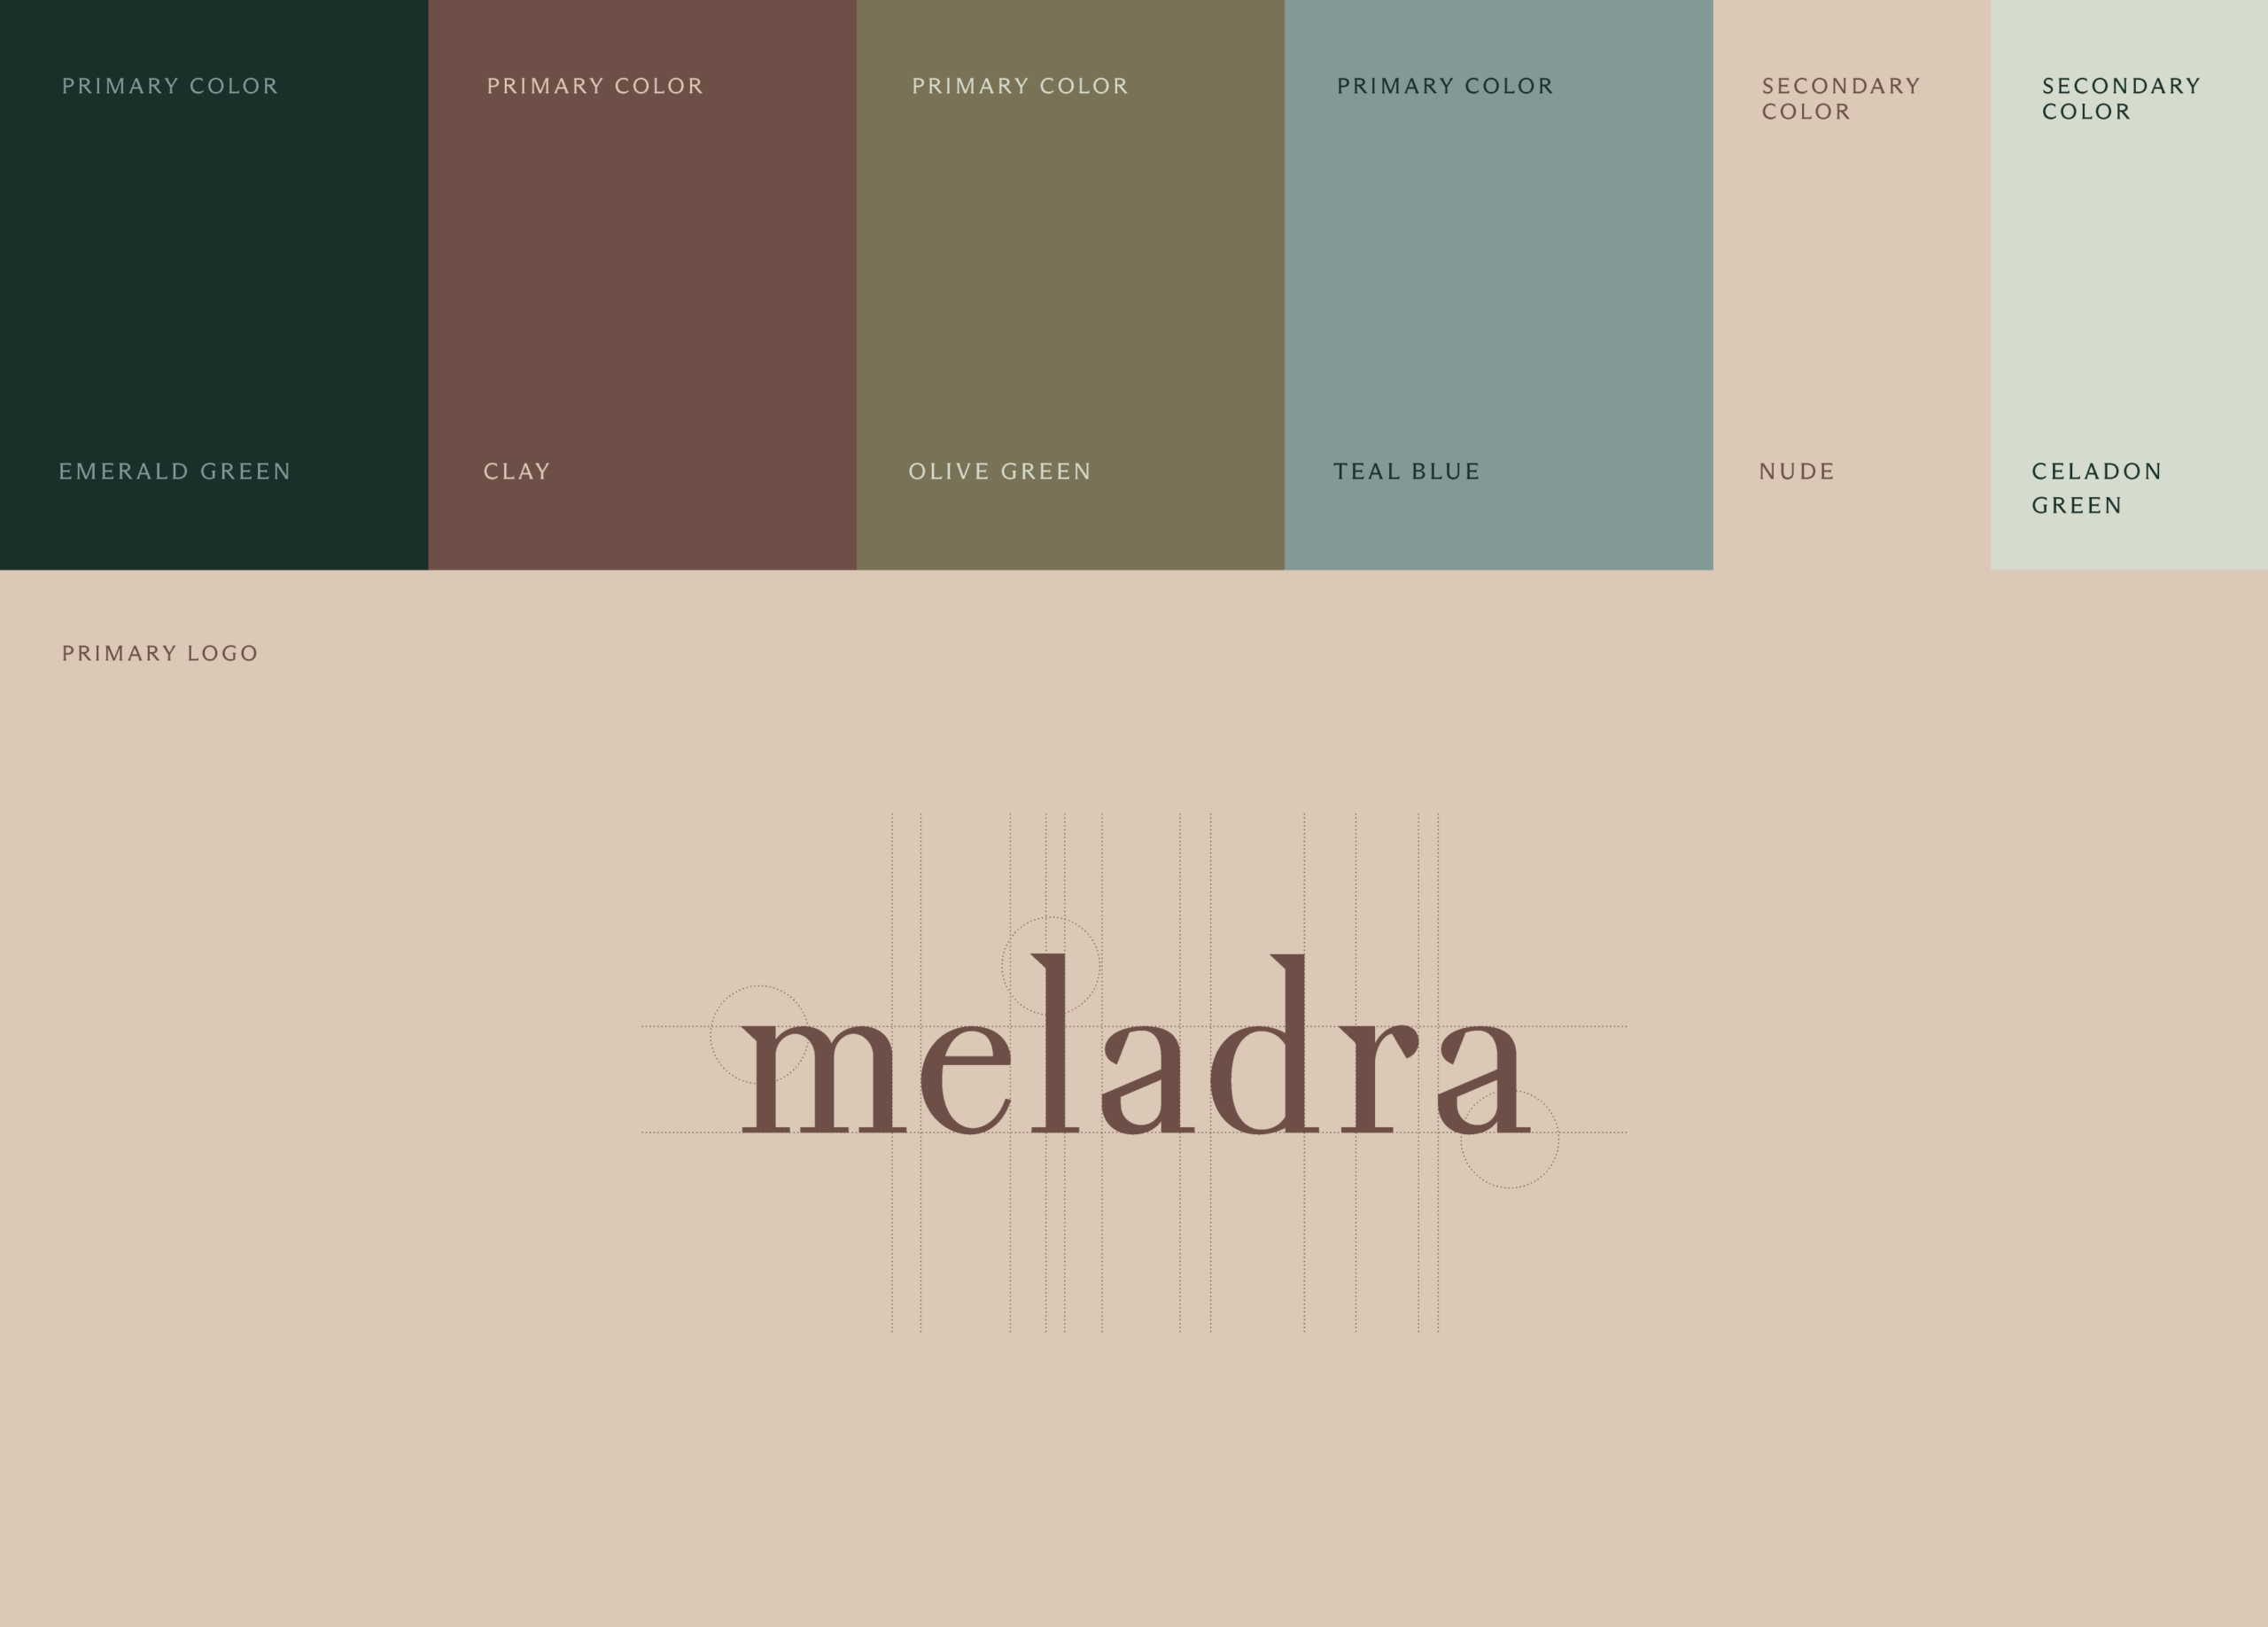 PRIMARY COLOR
EMERALD GREEN
PRIMARY COLOR
CLAY
PRIMARY COLOR
OLIVE GREEN
PRIMARY COLOR
TEAL BLUE
SECONDARY
COLOR
NUDE
SECONDARY
COLOR
CELADON
GREEN
PRIMARY LOGO
meladra